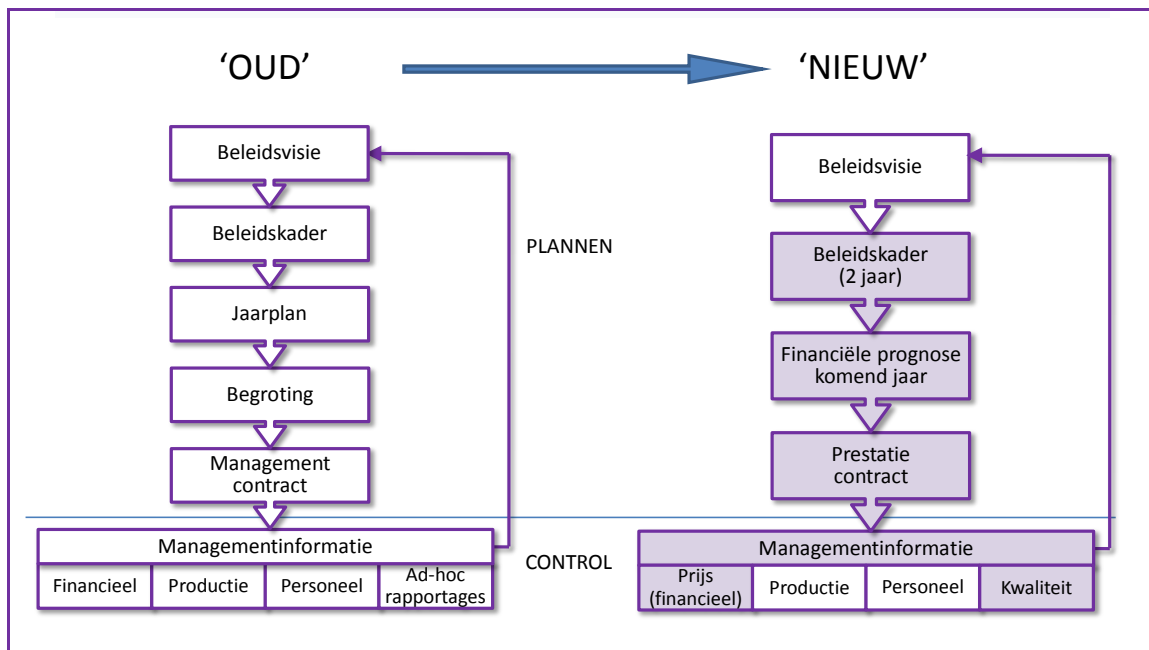 ‘OUD’
‘NIEUW’
Beleidsvisie
Beleidskader
Jaarplan
Begroting
Management
contract
Managementinformatie
Financieel
Productie
Personeel
Ad-hoc
rapportages
PLANNEN
CONTROL
Beleidsvisie
Beleidskader
(2 jaar)
Financiële prognose
komend jaar
Prestatie
contract
Managementinformatie
Prijs
(financieel)
Productie
Personeel
Kwaliteit